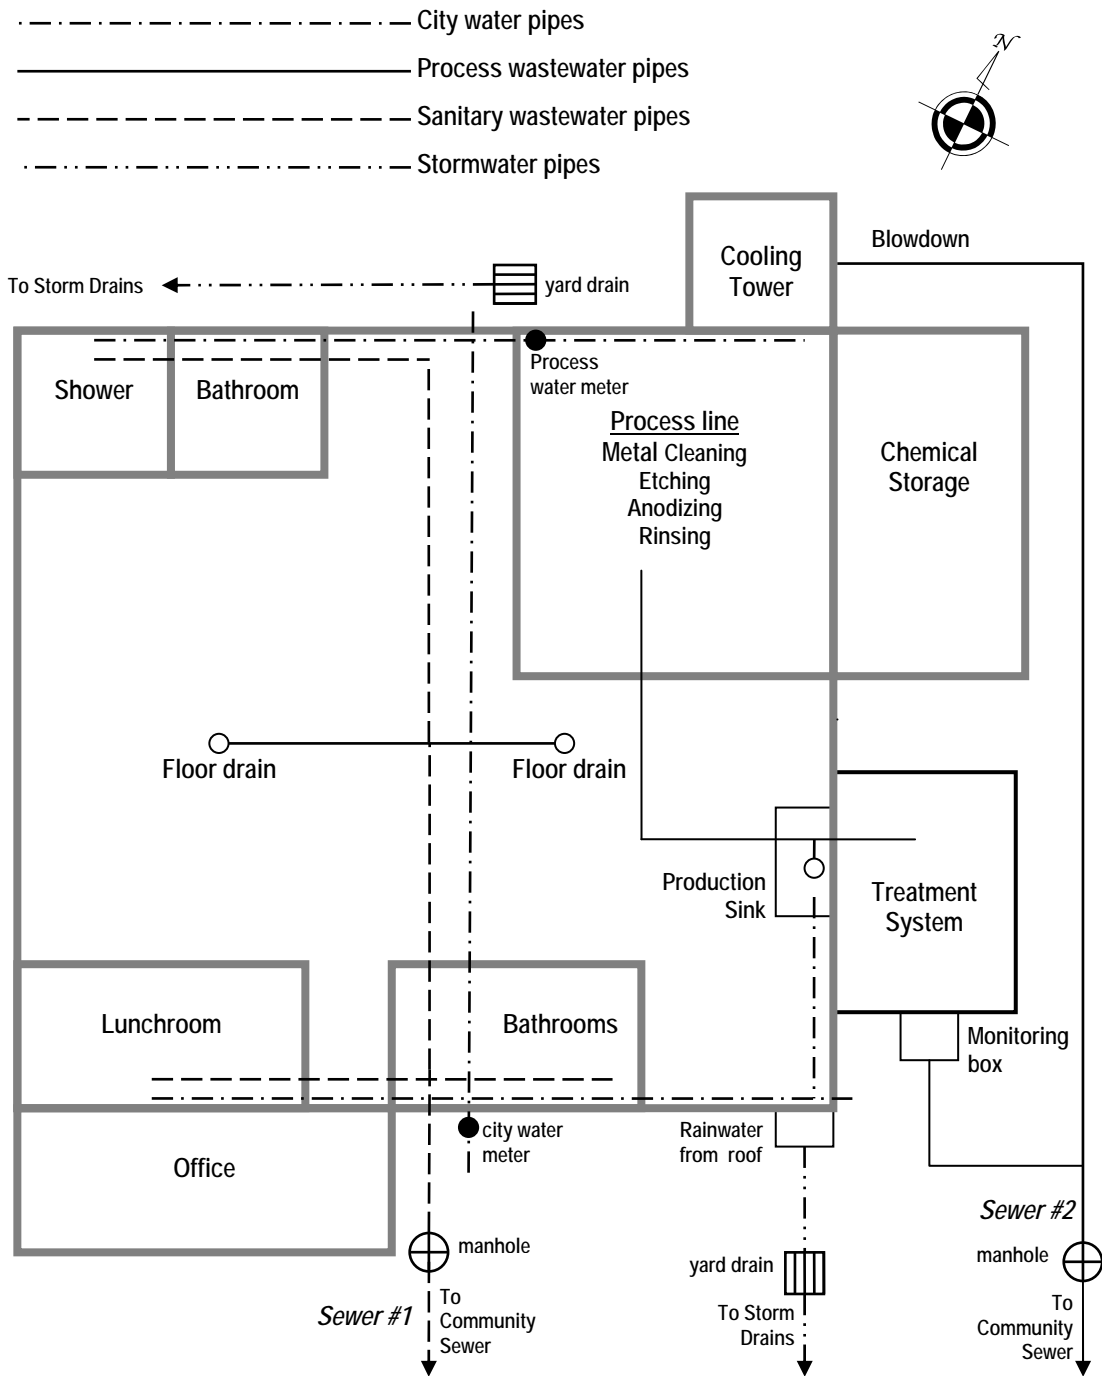 City water pipes
Process wastewater pipes
Sanitary wastewater pipes
Stormwater pipes
N
Blowdown
Cooling
Tower
To Storm Drains
yard drain
Process
water meter
Shower
Bathroom
Process line
Metal Cleaning
Etching
Anodizing
Rinsing
Chemical
Storage
Floor drain
Floor drain
Production
Sink
Treatment
System
Lunchroom
Bathrooms
Monitoring
box
city water
meter
Rainwater
from roof
Office
Sewer #2
manhole
manhole
yard drain
Sewer #1
To
Community
Sewer
To Storm
Drains
To
Community
Sewer